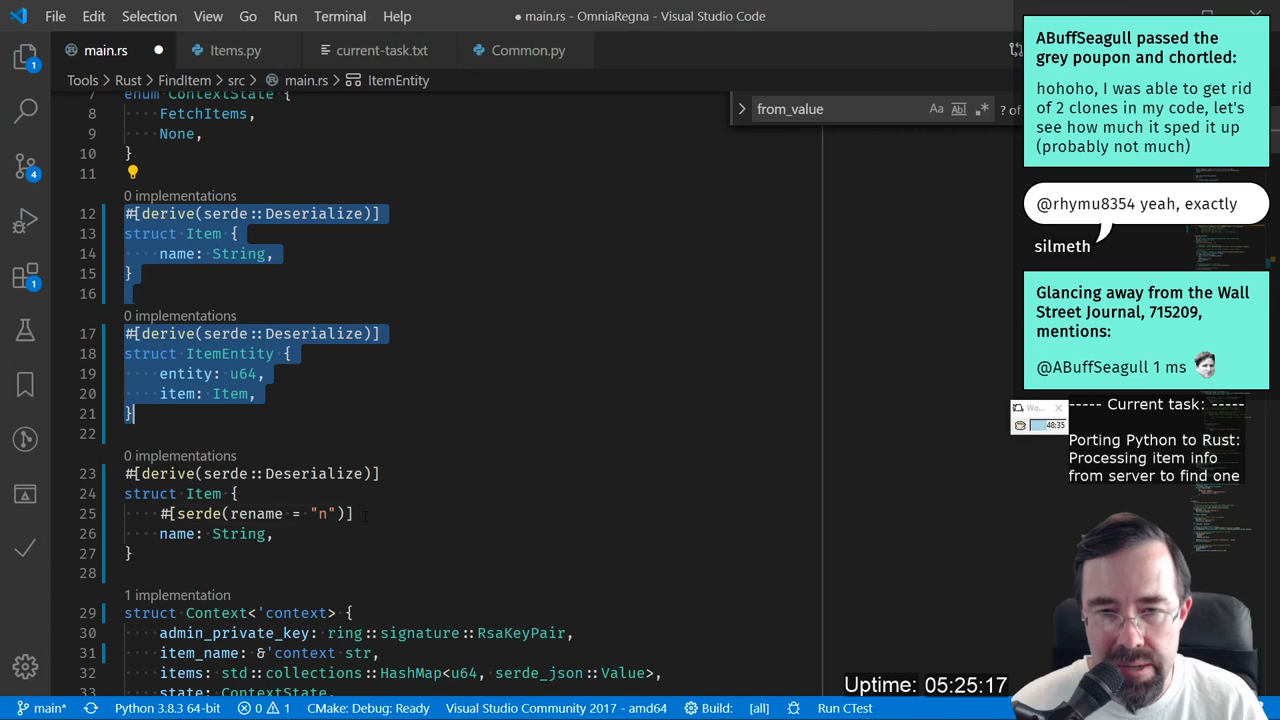 File Edit Selection View Go Run Terminal Help
● main.rs - OmniaRegna - Visual Studio Code
main.rs
Items.py
current-task.txt
Common.py
Tools > Rust > FindItem > src > main.rs > ItemEntity
from_value
Aa Abl .*
? of
7 enum ContextState {
8 FetchItems,
9 None,
10 }
11
0 implementations
12 #[derive(serde::Deserialize)]
13 struct Item {
14 name: String,
15 }
16
0 implementations
17 #[derive(serde::Deserialize)]
18 struct ItemEntity {
19 entity: u64,
20 item: Item,
21 }
22
0 implementations
23 #[derive(serde::Deserialize)]
24 struct Item {
25 #[serde(rename = "n")]
26 name: String,
27 }
28
1 implementation
29 struct Context<'context> {
30 admin_private_key: ring::signature::RsaKeyPair,
31 item_name: &'context str,
32 items: std::collections::HashMap<u64, serde_json::Value>,
33 state: ContextState,
ABuffSeagull passed the
grey poupon and chortled:
hohoho, I was able to get rid
of 2 clones in my code, let's
see how much it sped it up
(probably not much)
@rhymu8354 yeah, exactly
silmeth
Glancing away from the Wall
Street Journal, 715209,
mentions:
@ABuffSeagull 1 ms
Wo...
48:35
----- Current task: -----
Porting Python to Rust:
Processing item info
from server to find one
Uptime: 05:25:17
1
4
1
main* Python 3.8.3 64-bit 0 1 CMake: Debug: Ready Visual Studio Community 2017 - amd64 Build: [all] Run CTest